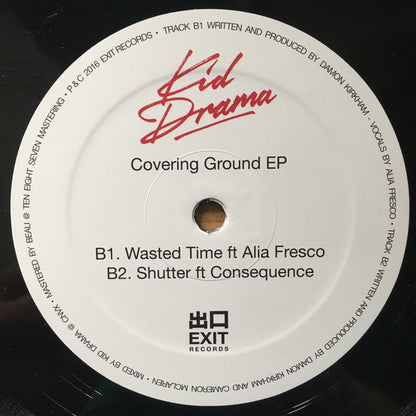 Kid
Drama
Covering Ground EP
B1. Wasted Time ft Alia Fresco
B2. Shutter ft Consequence
出口
EXIT
RECORDS
P & C 2016 EXIT RECORDS • TRACK B1 WRITTEN AND PRODUCED BY DAMON KIRKHAM - VOCALS BY ALIA FRESCO • TRACK B2 WRITTEN AND PRODUCED BY DAMON KIRKHAM AND CAMERON MCLAREN • MIXED BY KID DRAMA @ CNVX • MASTERED BY BEAU @ TEN EIGHT SEVEN MASTERING •